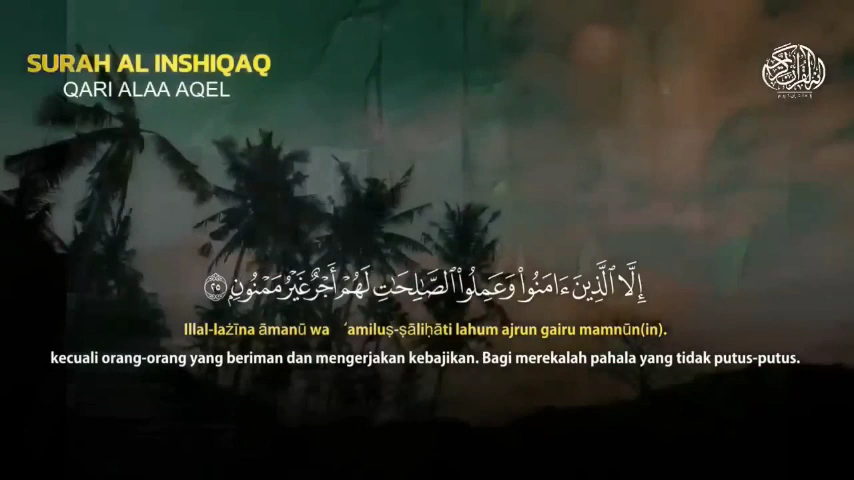 SURAH AL INSHIQAQ
QARI ALAA AQEL
القرآن الكريم
إِلَّا ٱلَّذِينَ ءَامَنُوا۟ وَعَمِلُوا۟ ٱلصَّـٰلِحَـٰتِ لَهُمْ أَجْرٌ غَيْرُ مَمْنُونٍۭ ٢٥
Illal-lażīna āmanū wa ‘amiluṣ-ṣāliḥāti lahum ajrun gairu mamnūn(in).
kecuali orang-orang yang beriman dan mengerjakan kebajikan. Bagi merekalah pahala yang tidak putus-putus.